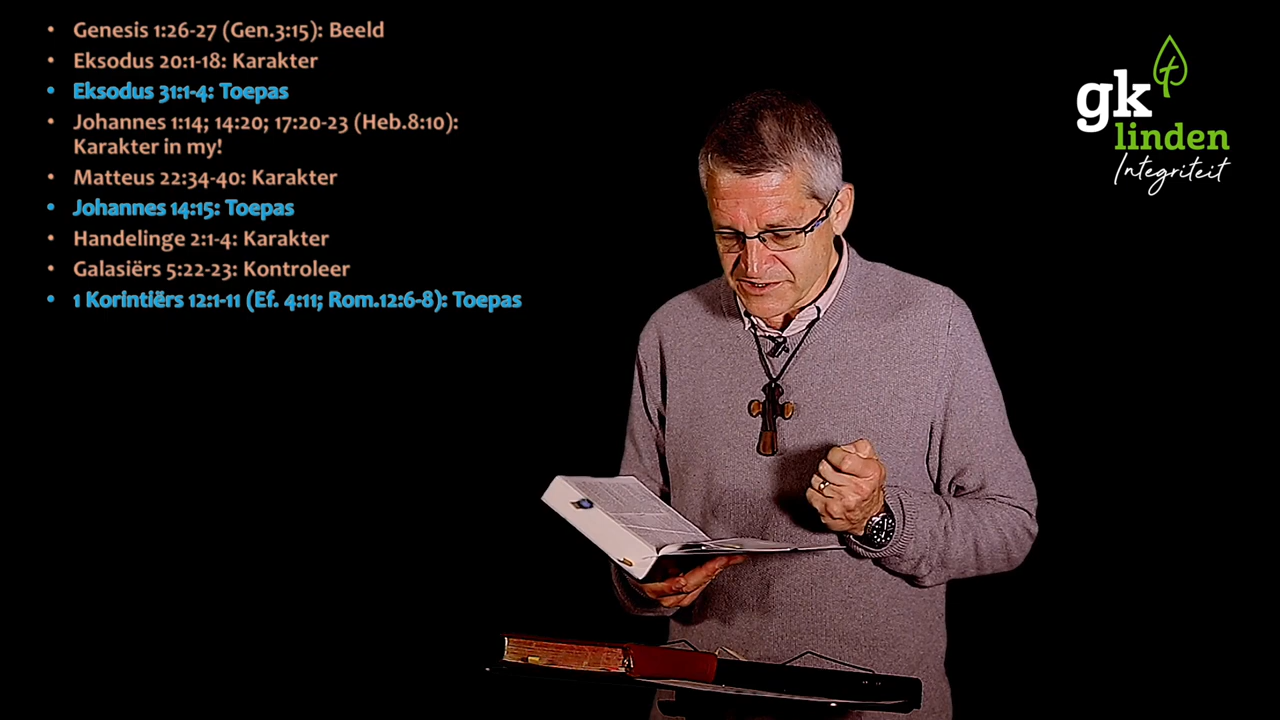 • Genesis 1:26-27 (Gen.3:15): Beeld
• Eksodus 20:1-18: Karakter
• Eksodus 31:1-4: Toepas
• Johannes 1:14; 14:20; 17:20-23 (Heb.8:10):
Karakter in my!
• Matteus 22:34-40: Karakter
• Johannes 14:15: Toepas
• Handelinge 2:1-4: Karakter
• Galasiërs 5:22-23: Kontroleer
• 1 Korintiërs 12:1-11 (Ef. 4:11; Rom.12:6-8): Toepas
gk
linden
Integriteit